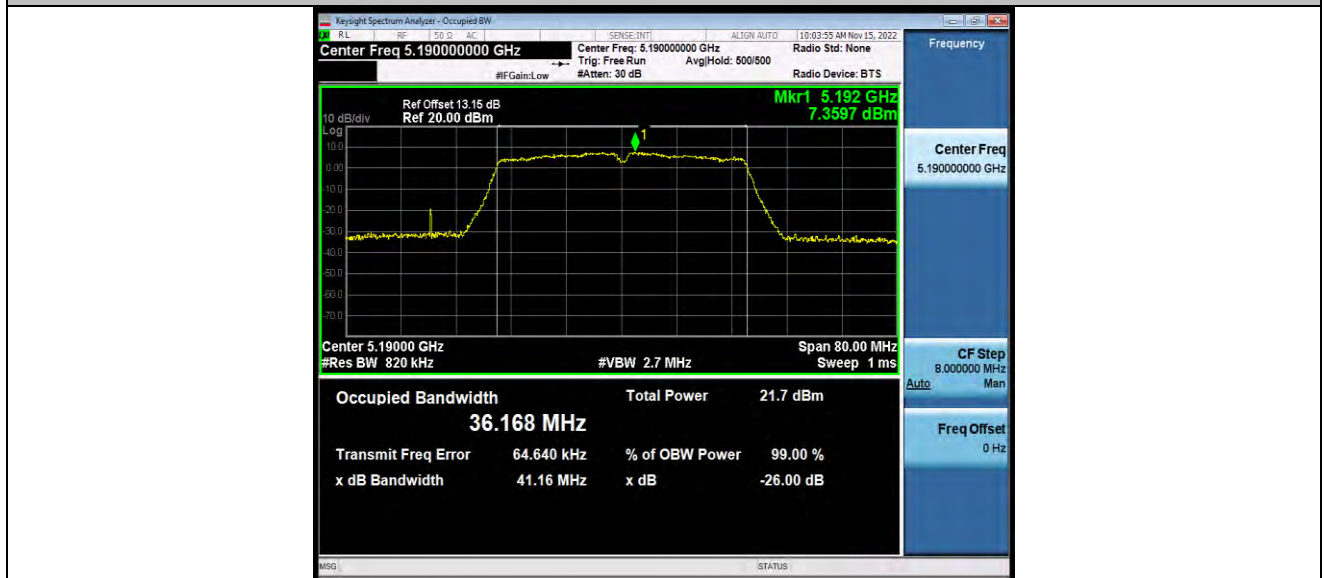 Keysight Spectrum Analyzer - Occupied BW
RL RF 50 Ω AC SENSE:INT ALIGN AUTO 10:03:55 AM Nov 15, 2022
Center Freq 5.190000000 GHz
Center Freq: 5.190000000 GHz
Radio Std: None
Trig: Free Run Avg|Hold: 500/500
#IFGain:Low #Atten: 30 dB Radio Device: BTS
Frequency
Mkr1 5.192 GHz
7.3597 dBm
Ref Offset 13.15 dB
10 dB/div Ref 20.00 dBm
Log
1
10.0
0.00
-10.0
-20.0
-30.0
-40.0
-50.0
-60.0
-70.0
Center 5.19000 GHz Span 80.00 MHz
#Res BW 820 kHz #VBW 2.7 MHz Sweep 1 ms
Center Freq
5.190000000 GHz
CF Step
8.000000 MHz
Auto Man
Freq Offset
0 Hz
Occupied Bandwidth Total Power 21.7 dBm
36.168 MHz
Transmit Freq Error 64.640 kHz % of OBW Power 99.00 %
x dB Bandwidth 41.16 MHz x dB -26.00 dB
MSG STATUS